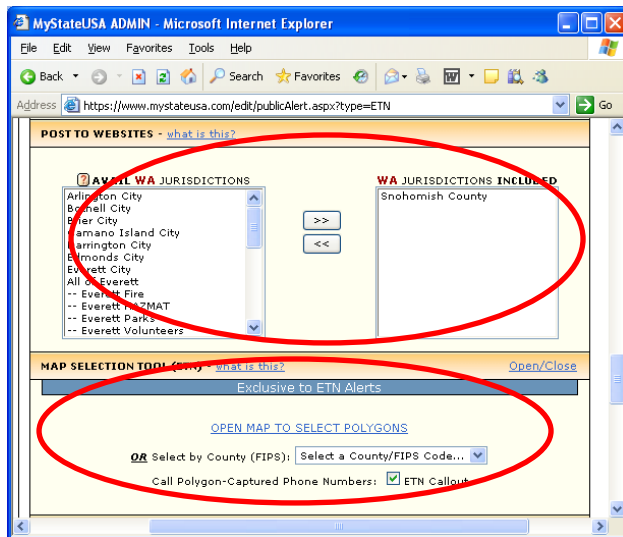 MyStateUSA ADMIN - Microsoft Internet Explorer
File Edit View Favorites Tools Help
Back Search Favorites
Address https://www.mystateusa.com/edit/publicAlert.aspx?type=ETN Go
POST TO WEBSITES - what is this?
? AVAIL WA JURISDICTIONS
Arlington City
Bothell City
Brier City
Camano Island City
Darrington City
Edmonds City
Everett City
All of Everett
-- Everett Fire
-- Everett HAZMAT
-- Everett Parks
-- Everett Volunteers
>>
<<
WA JURISDICTIONS INCLUDED
Snohomish County
MAP SELECTION TOOL (ETN) - what is this? Open/Close
Exclusive to ETN Alerts
OPEN MAP TO SELECT POLYGONS
OR Select by County (FIPS): Select a County/FIPS Code...
Call Polygon-Captured Phone Numbers: ETN Callout